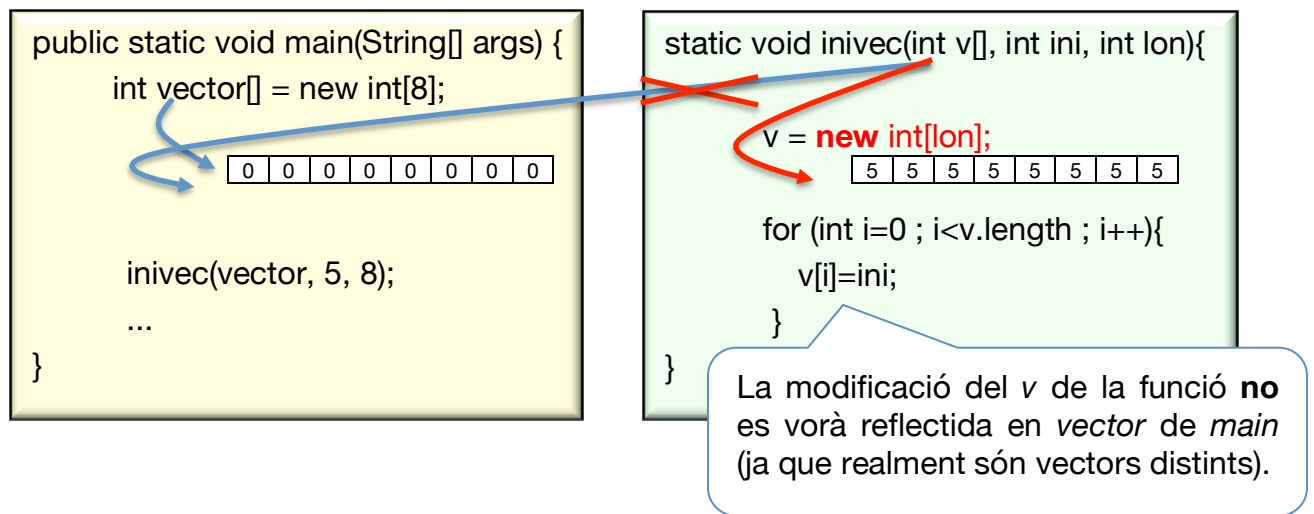 public static void main(String[] args) {
int vector[] = new int[8];
0 0 0 0 0 0 0 0
inivec(vector, 5, 8);
...
}
static void inivec(int v[], int ini, int lon){
v = new int[lon];
5 5 5 5 5 5 5 5
for (int i=0 ; i<v.length ; i++){
v[i]=ini;
}
}
La modificació del v de la funció no
es vorà reflectida en vector de main
(ja que realment són vectors distints).